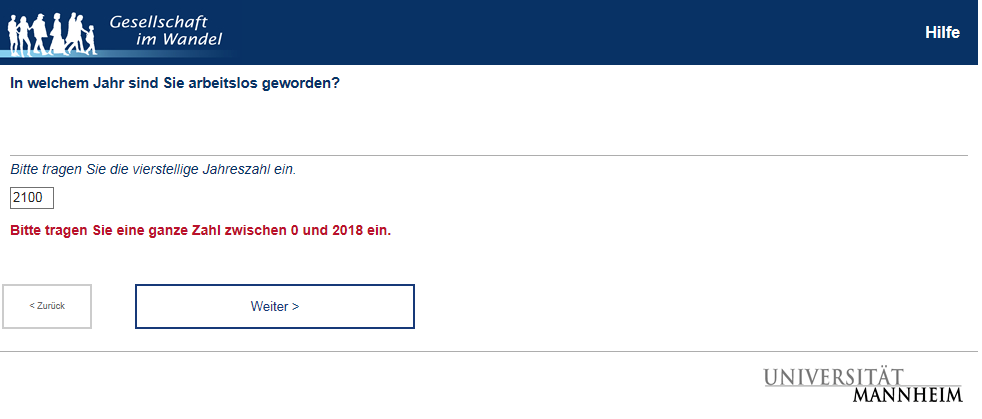 Gesellschaft
im Wandel
Hilfe
In welchem Jahr sind Sie arbeitslos geworden?
Bitte tragen Sie die vierstellige Jahreszahl ein.
2100
Bitte tragen Sie eine ganze Zahl zwischen 0 und 2018 ein.
< Zurück
Weiter >
UNIVERSITÄT
MANNHEIM